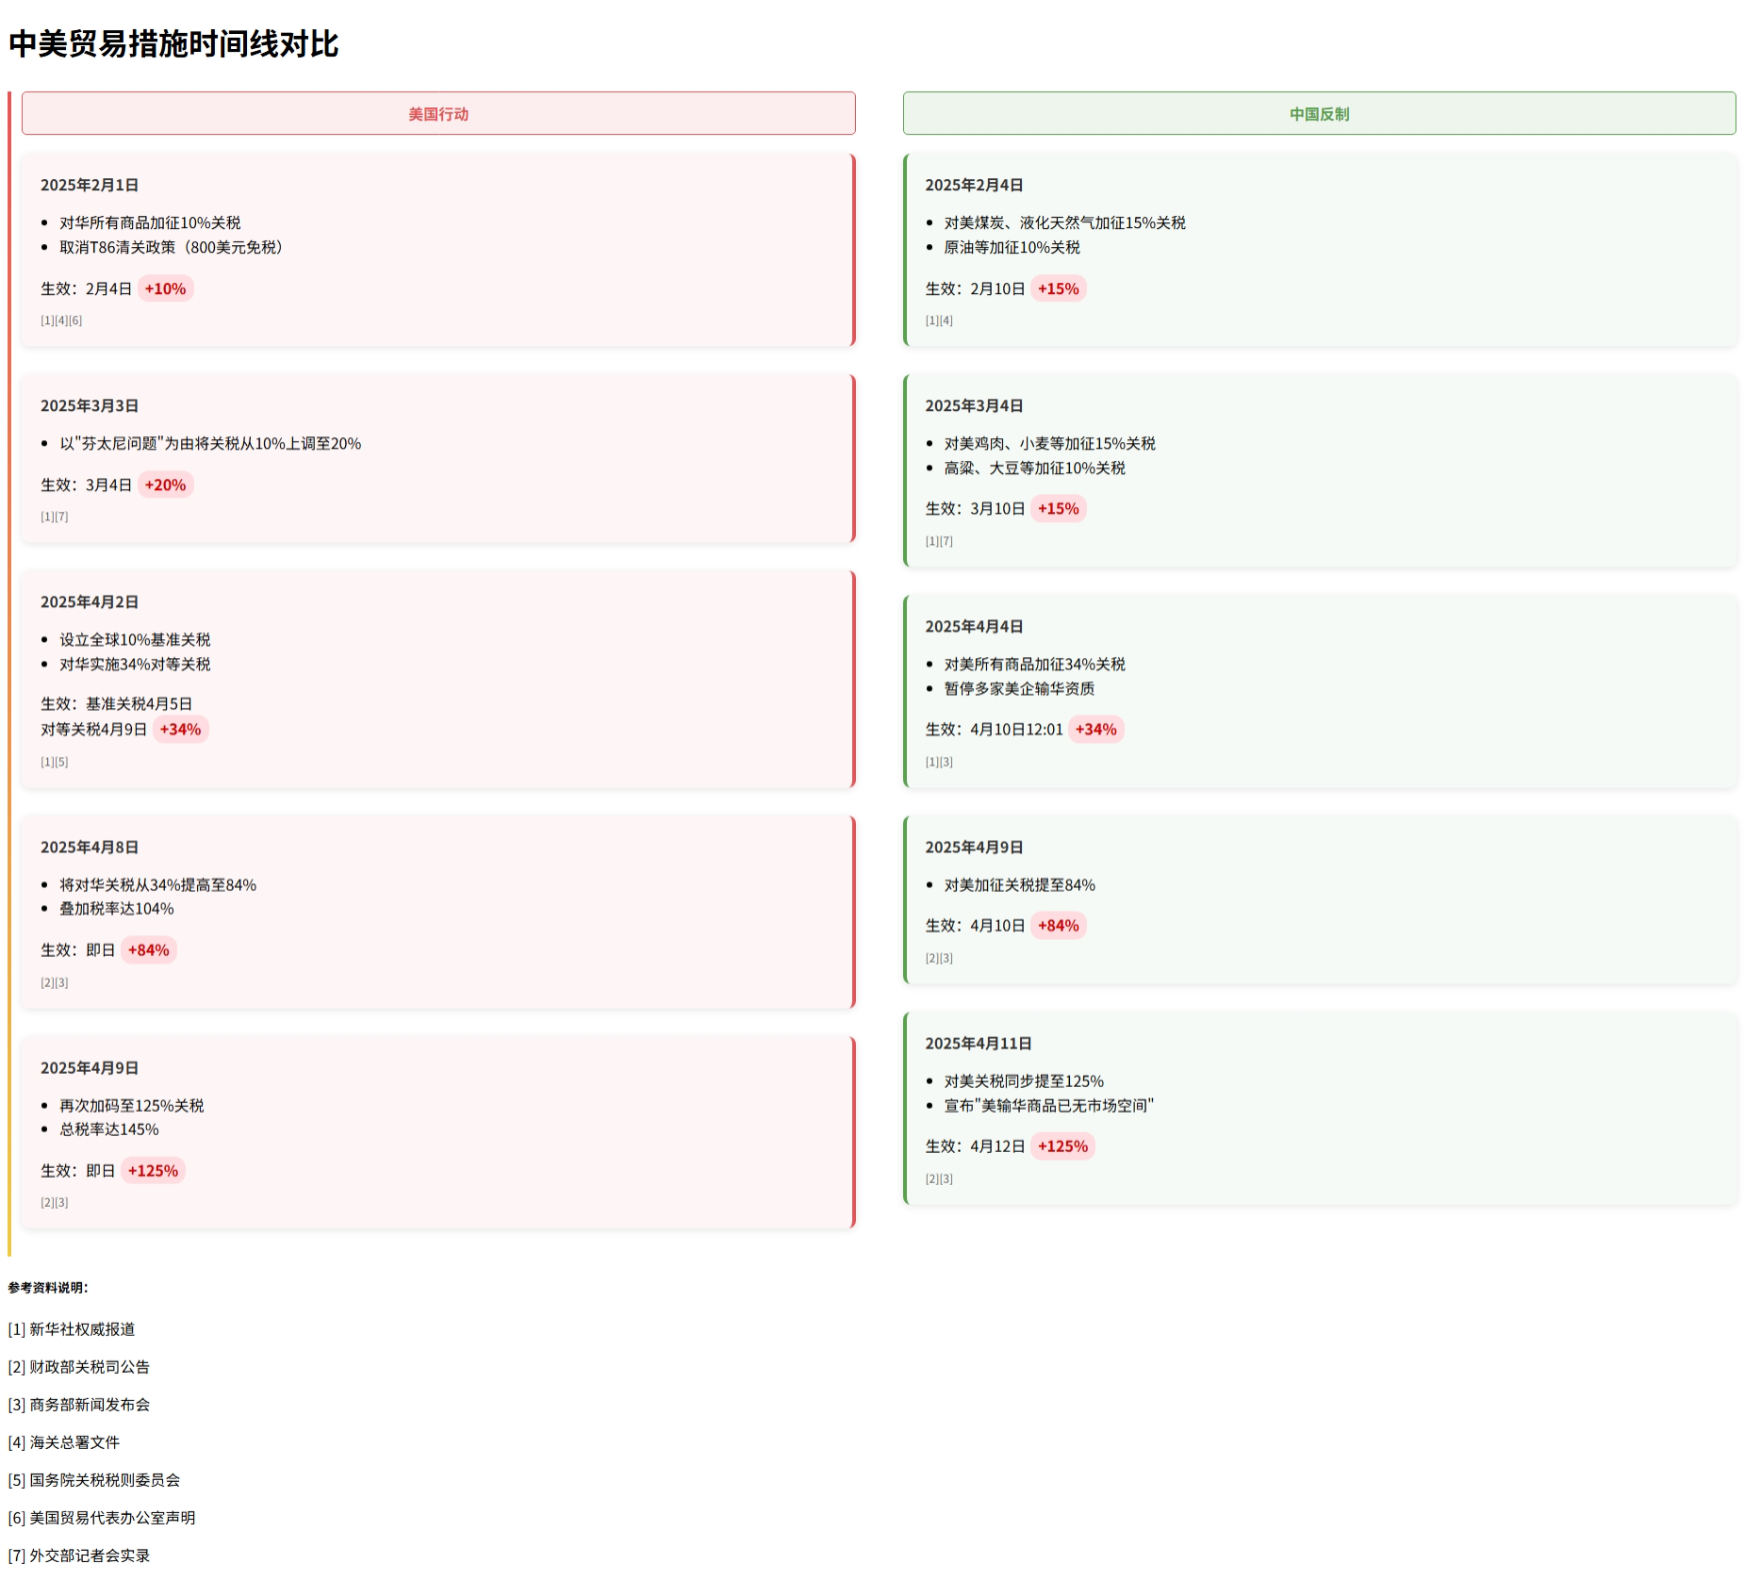 中美贸易措施时间线对比
美国行动
2025年2月1日
对华所有商品加征10%关税
取消T86清关政策（800美元免税）
生效：2月4日 +10%
[1][4][6]
2025年3月3日
以"芬太尼问题"为由将关税从10%上调至20%
生效：3月4日 +20%
[1][7]
2025年4月2日
设立全球10%基准关税
对华实施34%对等关税
生效：基准关税4月5日
对等关税4月9日 +34%
[1][5]
2025年4月8日
将对华关税从34%提高至84%
叠加税率达104%
生效：即日 +84%
[2][3]
2025年4月9日
再次加码至125%关税
总税率达145%
生效：即日 +125%
[2][3]
中国反制
2025年2月4日
对美煤炭、液化天然气加征15%关税
原油等加征10%关税
生效：2月10日 +15%
[1][4]
2025年3月4日
对美鸡肉、小麦等加征15%关税
高粱、大豆等加征10%关税
生效：3月10日 +15%
[1][7]
2025年4月4日
对美所有商品加征34%关税
暂停多家美企输华资质
生效：4月10日12:01 +34%
[1][3]
2025年4月9日
对美加征关税提至84%
生效：4月10日 +84%
[2][3]
2025年4月11日
对美关税同步提至125%
宣布"美输华商品已无市场空间"
生效：4月12日 +125%
[2][3]
参考资料说明：
[1] 新华社权威报道
[2] 财政部关税司公告
[3] 商务部新闻发布会
[4] 海关总署文件
[5] 国务院关税税则委员会
[6] 美国贸易代表办公室声明
[7] 外交部记者会实录